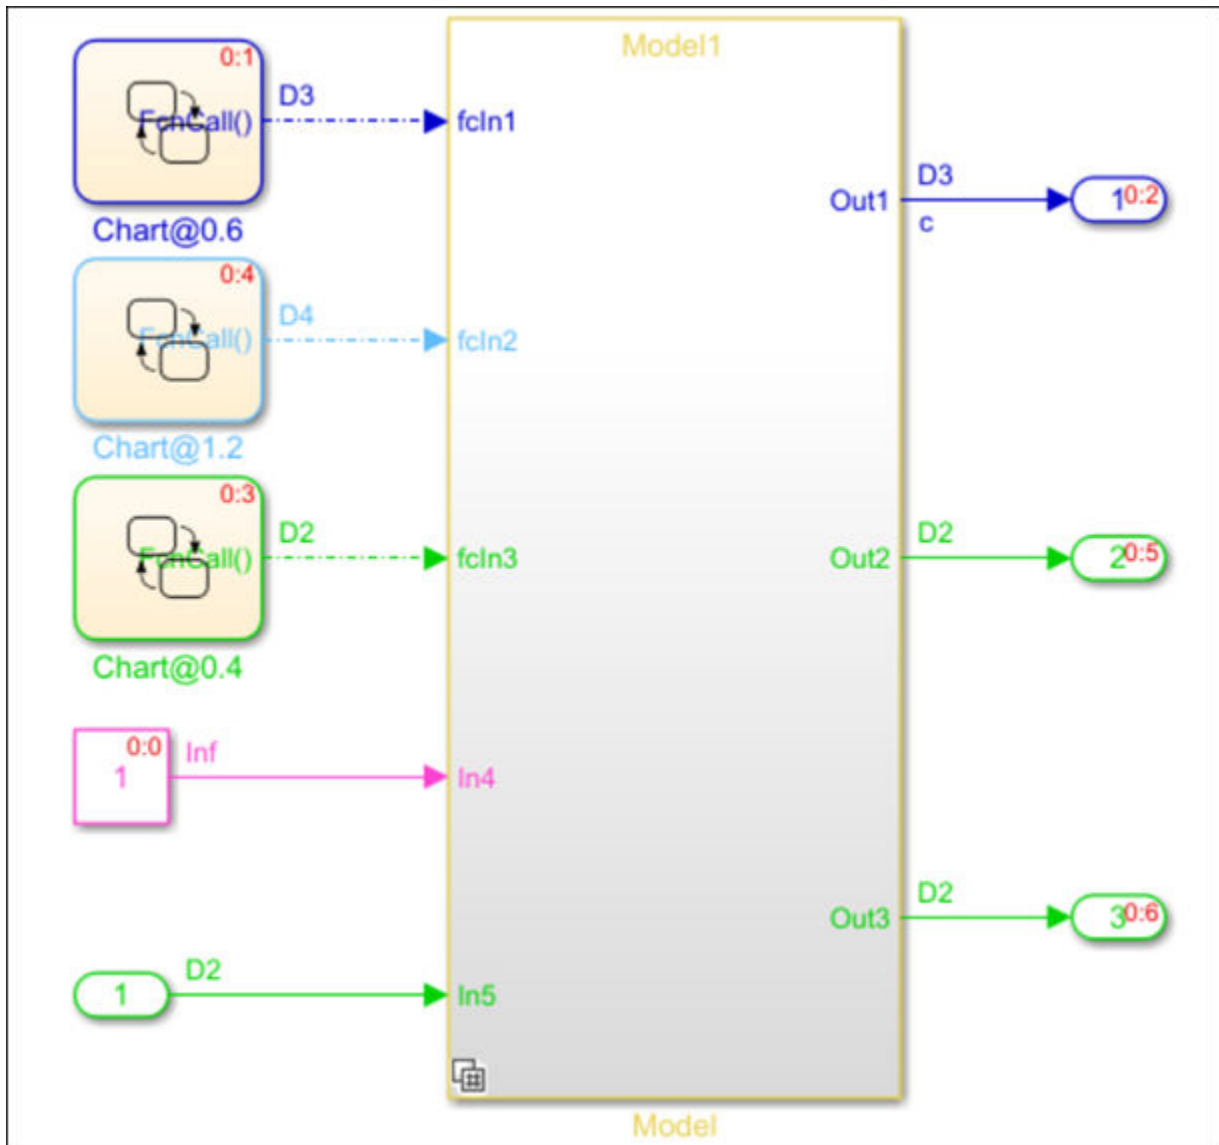 Model1
0:1
FcnCall()
D3
fcIn1
Chart@0.6
Out1
D3
c
1
0:2
0:4
FcnCall()
D4
fcIn2
Chart@1.2
0:3
FcnCall()
D2
fcIn3
Chart@0.4
Out2
D2
2
0:5
0:0
1
Inf
In4
Out3
D2
3
0:6
1
D2
In5
Model